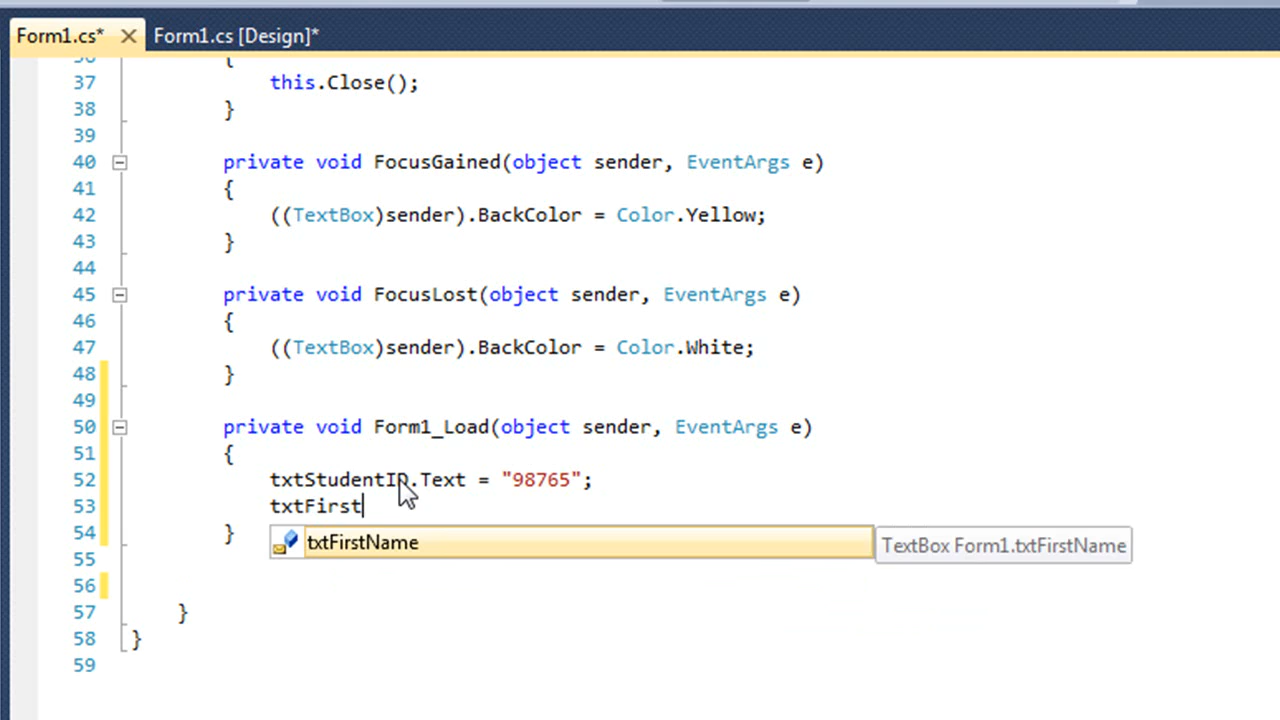 Form1.cs* Form1.cs [Design]*
36 {
37 this.Close();
38 }
39
40 private void FocusGained(object sender, EventArgs e)
41 {
42 ((TextBox)sender).BackColor = Color.Yellow;
43 }
44
45 private void FocusLost(object sender, EventArgs e)
46 {
47 ((TextBox)sender).BackColor = Color.White;
48 }
49
50 private void Form1_Load(object sender, EventArgs e)
51 {
52 txtStudentID.Text = "98765";
53 txtFirst
54 }
txtFirstName TextBox Form1.txtFirstName
55
56
57 }
58 }
59